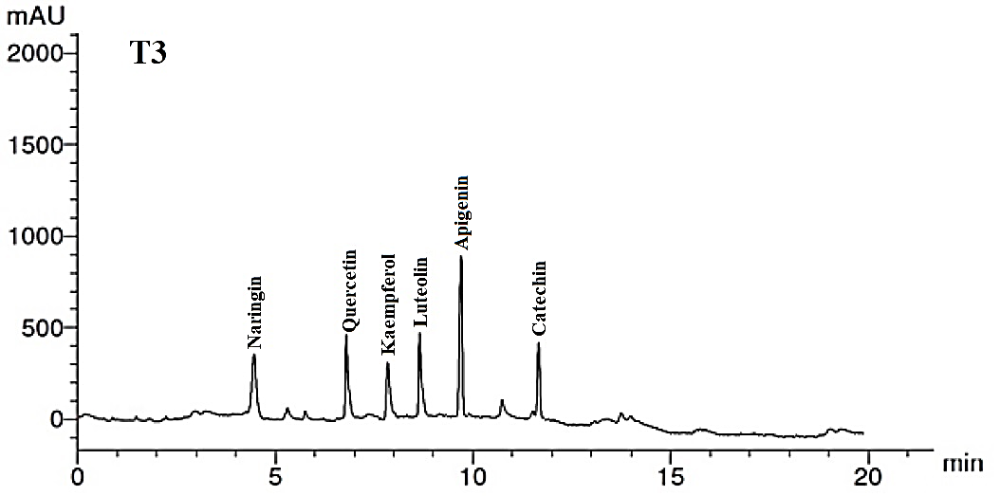 mAU
T3
2000
1500
1000
500
0
Naringin
Quercetin
Kaempferol
Luteolin
Apigenin
Catechin
0 5 10 15 20 min